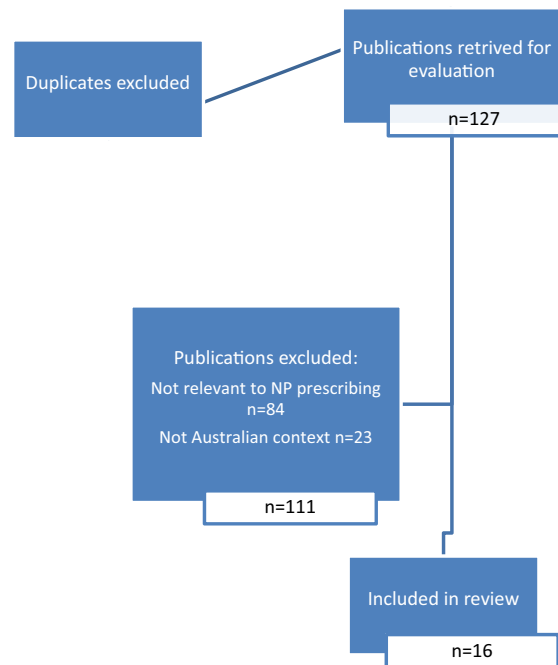 Duplicates excluded
Publications retrived for
evaluation
n=127
Publications excluded:
Not relevant to NP prescribing
n=84
Not Australian context n=23
n=111
Included in review
n=16